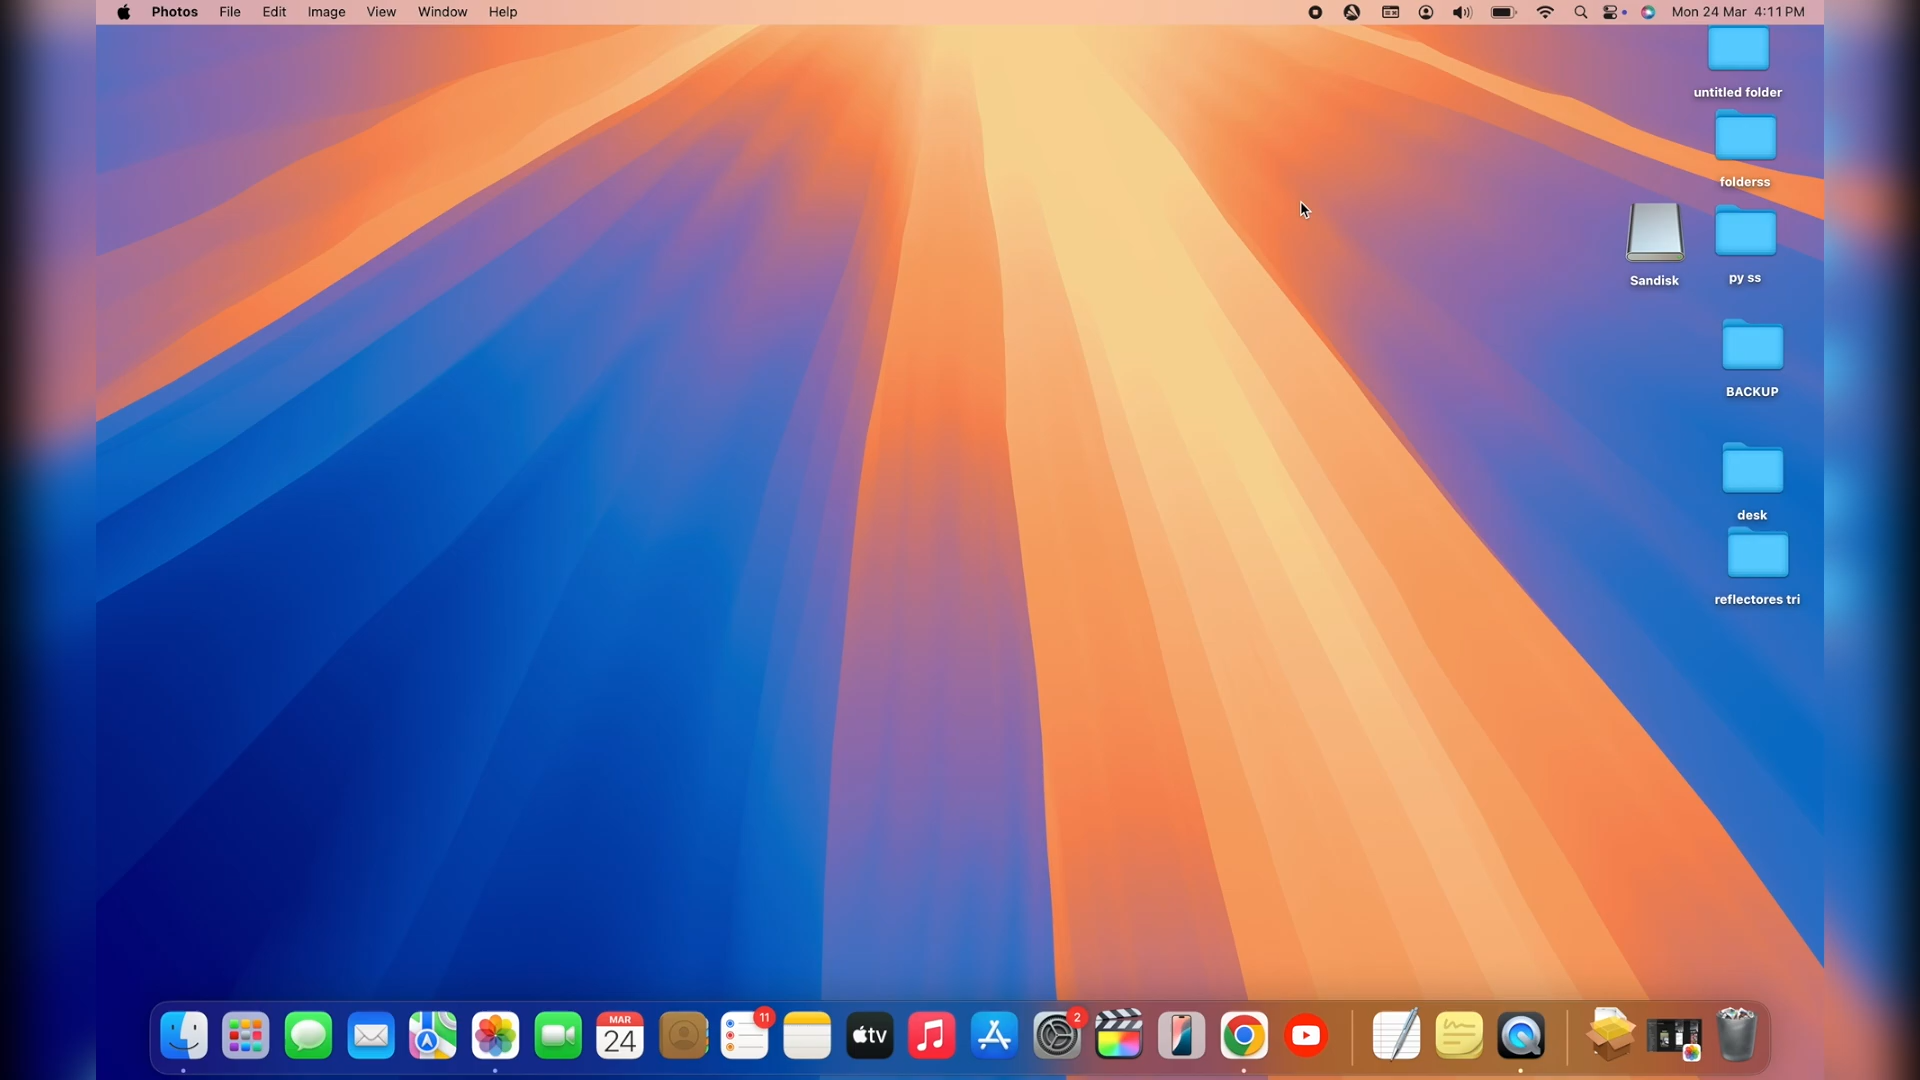 Photos File Edit Image View Window Help Mon 24 Mar 4:11 PM
untitled folder
folderss
Sandisk
py ss
BACKUP
desk
reflectores tri
MAR
24
11
tv
2